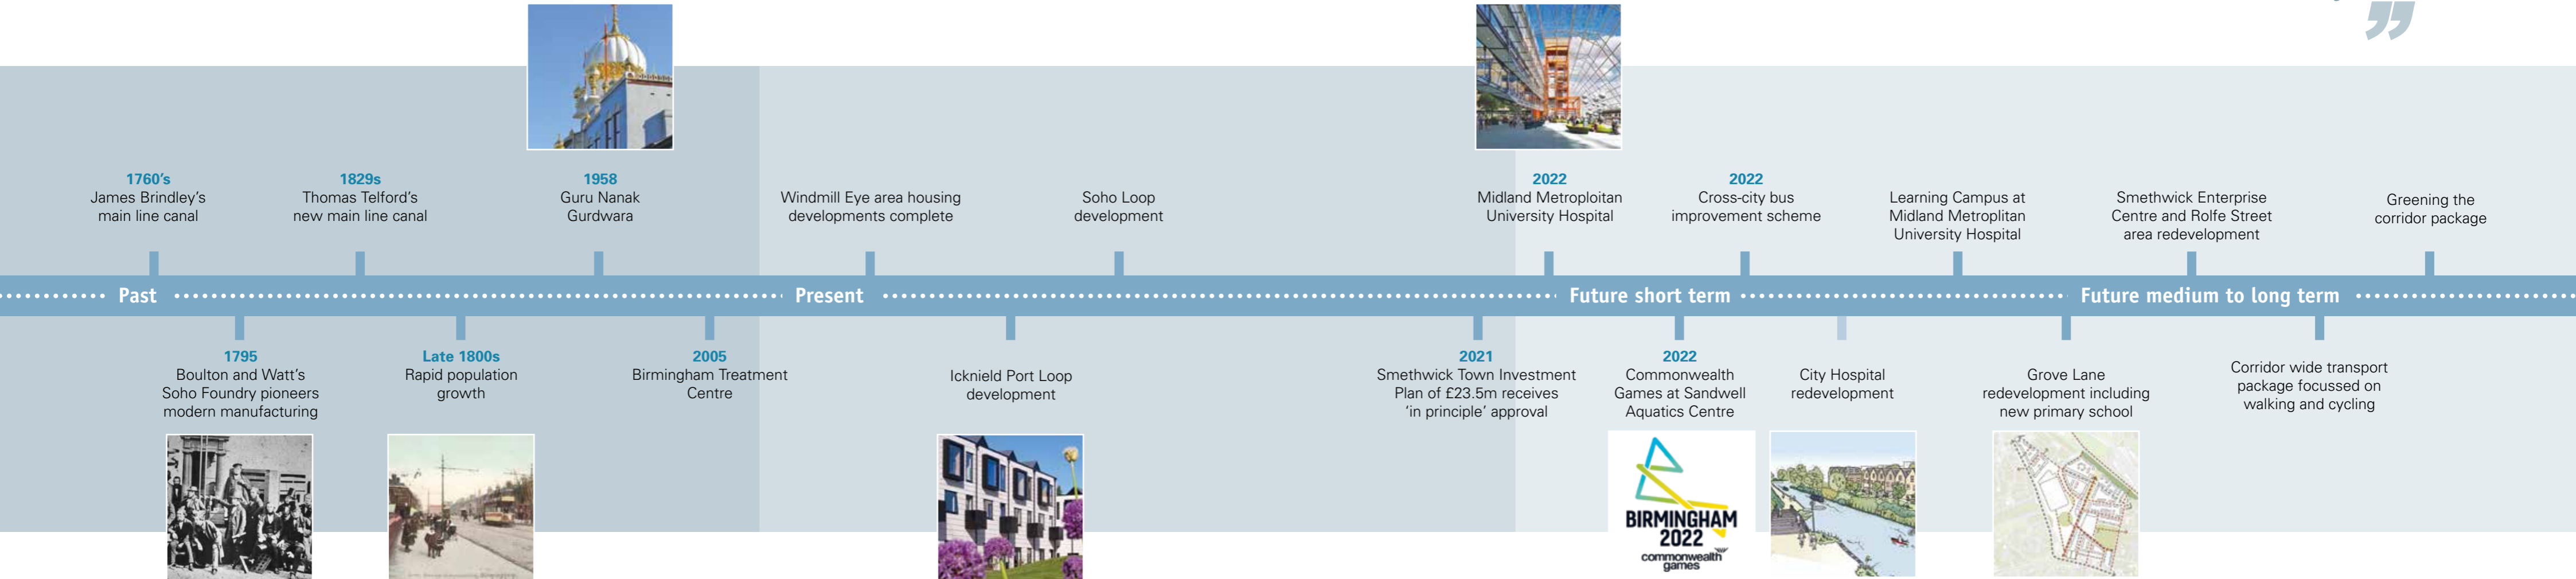 ”
1760's
James Brindley's
main line canal
1829s
Thomas Telford's
new main line canal
1958
Guru Nanak
Gurdwara
Windmill Eye area housing
developments complete
Soho Loop
development
2022
Midland Metroploitan
University Hospital
2022
Cross-city bus
improvement scheme
Learning Campus at
Midland Metroplitan
University Hospital
Smethwick Enterprise
Centre and Rolfe Street
area redevelopment
Greening the
corridor package
Past
Present
Future short term
Future medium to long term
1795
Boulton and Watt's
Soho Foundry pioneers
modern manufacturing
Late 1800s
Rapid population
growth
2005
Birmingham Treatment
Centre
Icknield Port Loop
development
2021
Smethwick Town Investment
Plan of £23.5m receives
'in principle' approval
2022
Commonwealth
Games at Sandwell
Aquatics Centre
City Hospital
redevelopment
Grove Lane
redevelopment including
new primary school
Corridor wide transport
package focussed on
walking and cycling
BIRMINGHAM
2022
commonwealth
games